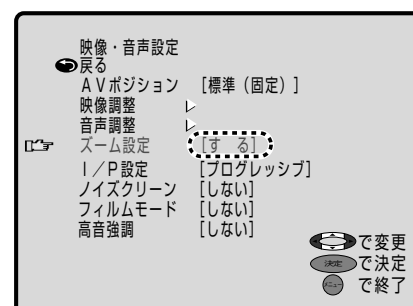 映像・音声設定
戻る
ＡＶポジション [標準（固定）]
映像調整
音声調整
ズーム設定 [す る]
Ｉ／Ｐ設定 [プログレッシブ]
ノイズクリーン [しない]
フィルムモード [しない]
高音強調 [しない]
で変更
決定 で決定
メニュー で終了